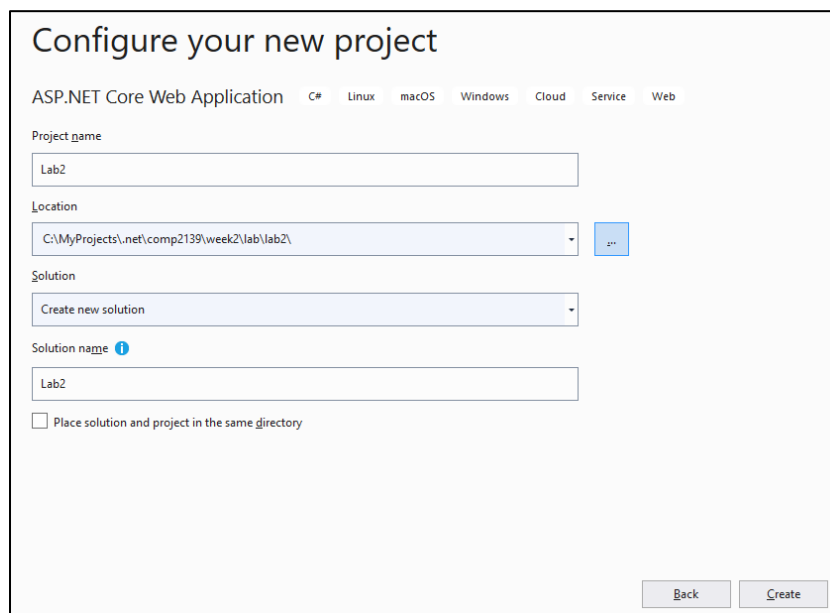 Configure your new project
ASP.NET Core Web Application C# Linux macOS Windows Cloud Service Web
Project name
Lab2
Location
C:\MyProjects\.net\comp2139\week2\lab\lab2\
...
Solution
Create new solution
Solution name
Lab2
Place solution and project in the same directory
Back Create